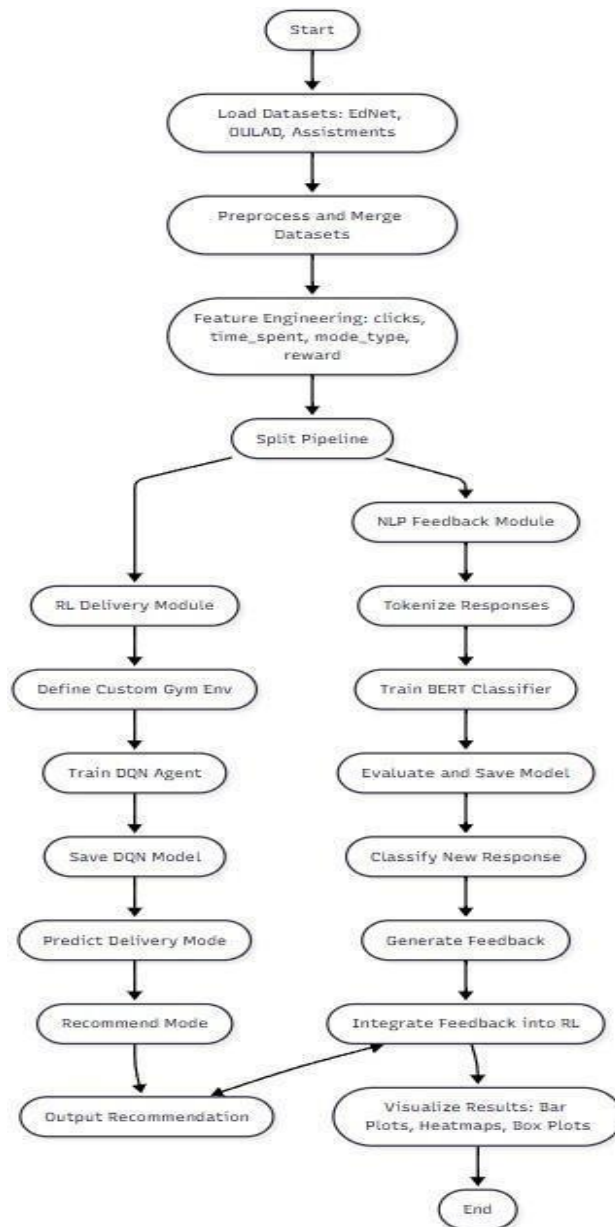 Start
Load Datasets: EdNet,
OULAD, Assistments
Preprocess and Merge
Datasets
Feature Engineering: clicks,
time_spent, mode_type,
reward
Split Pipeline
NLP Feedback Module
RL Delivery Module
Tokenize Responses
Define Custom Gym Env
Train BERT Classifier
Train DQN Agent
Evaluate and Save Model
Save DQN Model
Classify New Response
Predict Delivery Mode
Generate Feedback
Recommend Mode
Integrate Feedback into RL
Output Recommendation
Visualize Results: Bar
Plots, Heatmaps, Box Plots
End